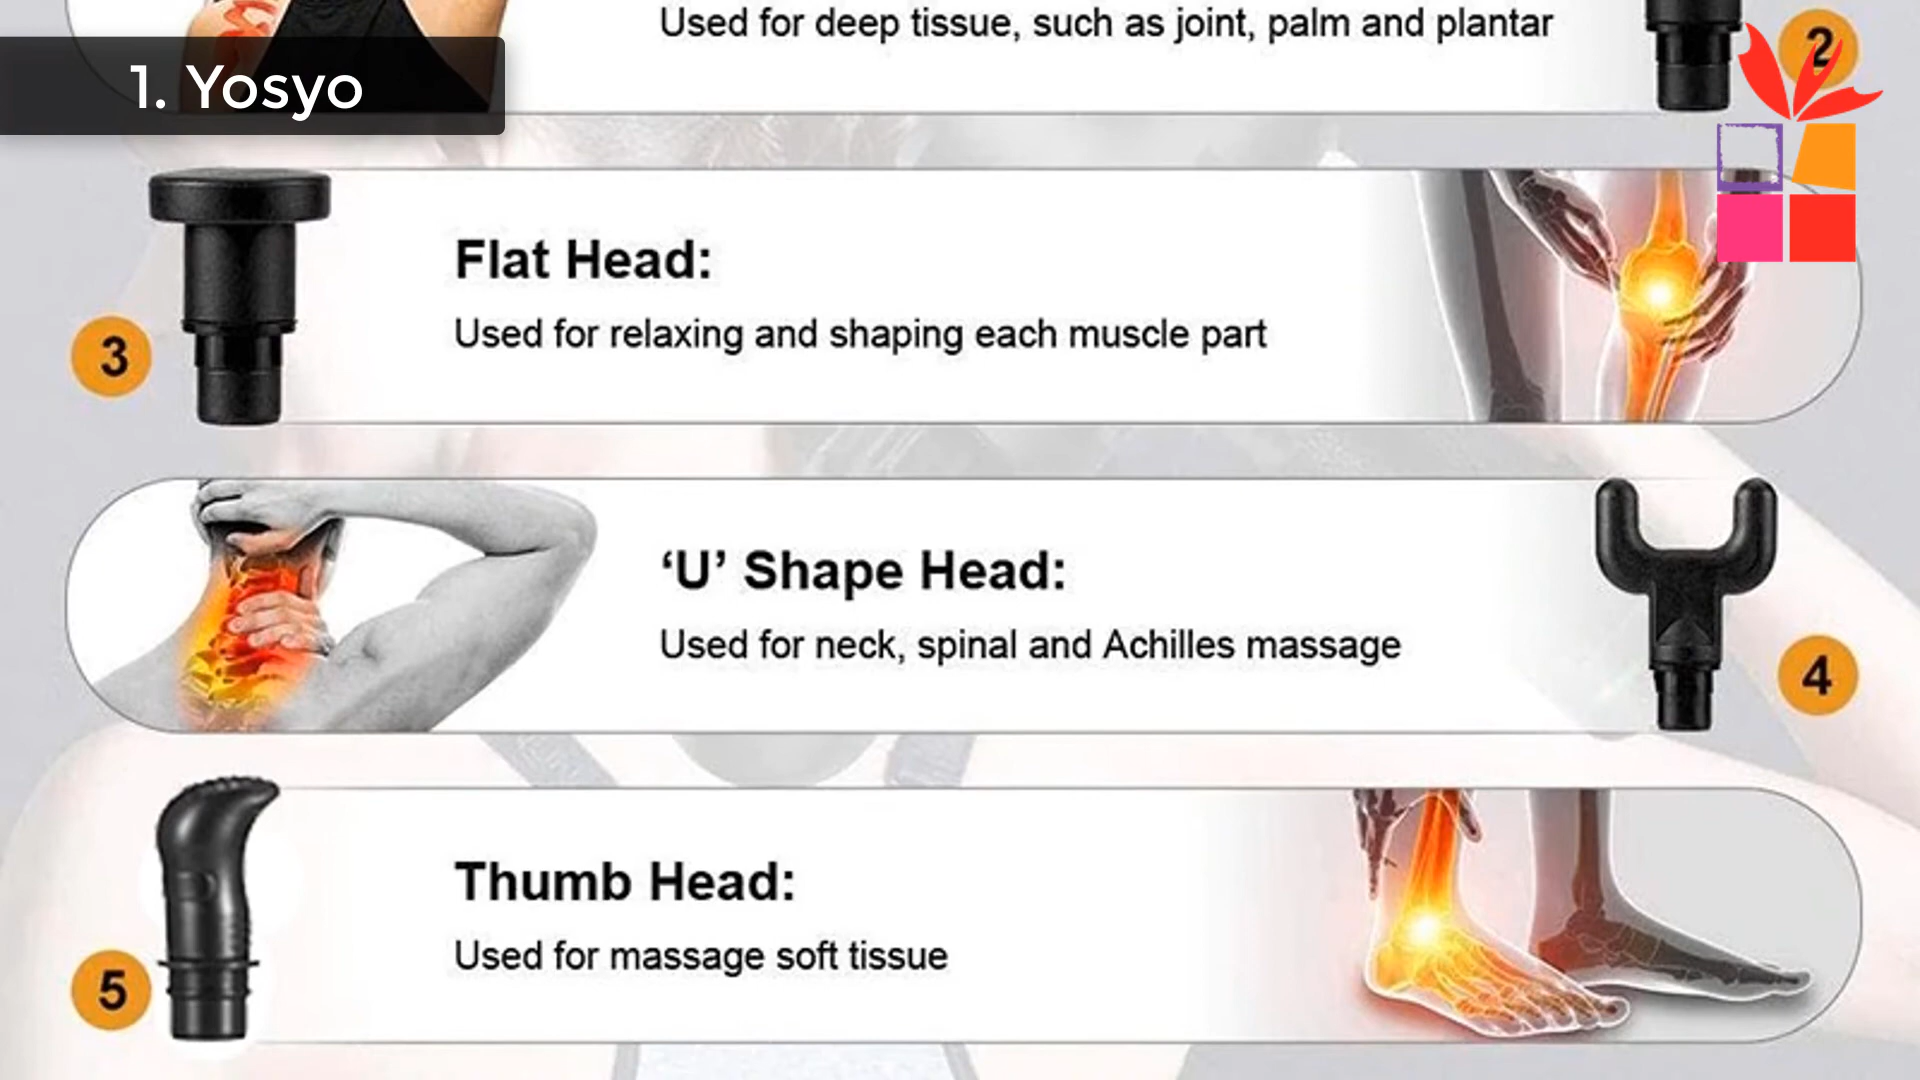 Used for deep tissue, such as joint, palm and plantar
2
1. Yosyo
Flat Head:
Used for relaxing and shaping each muscle part
3
‘U’ Shape Head:
Used for neck, spinal and Achilles massage
4
Thumb Head:
Used for massage soft tissue
5